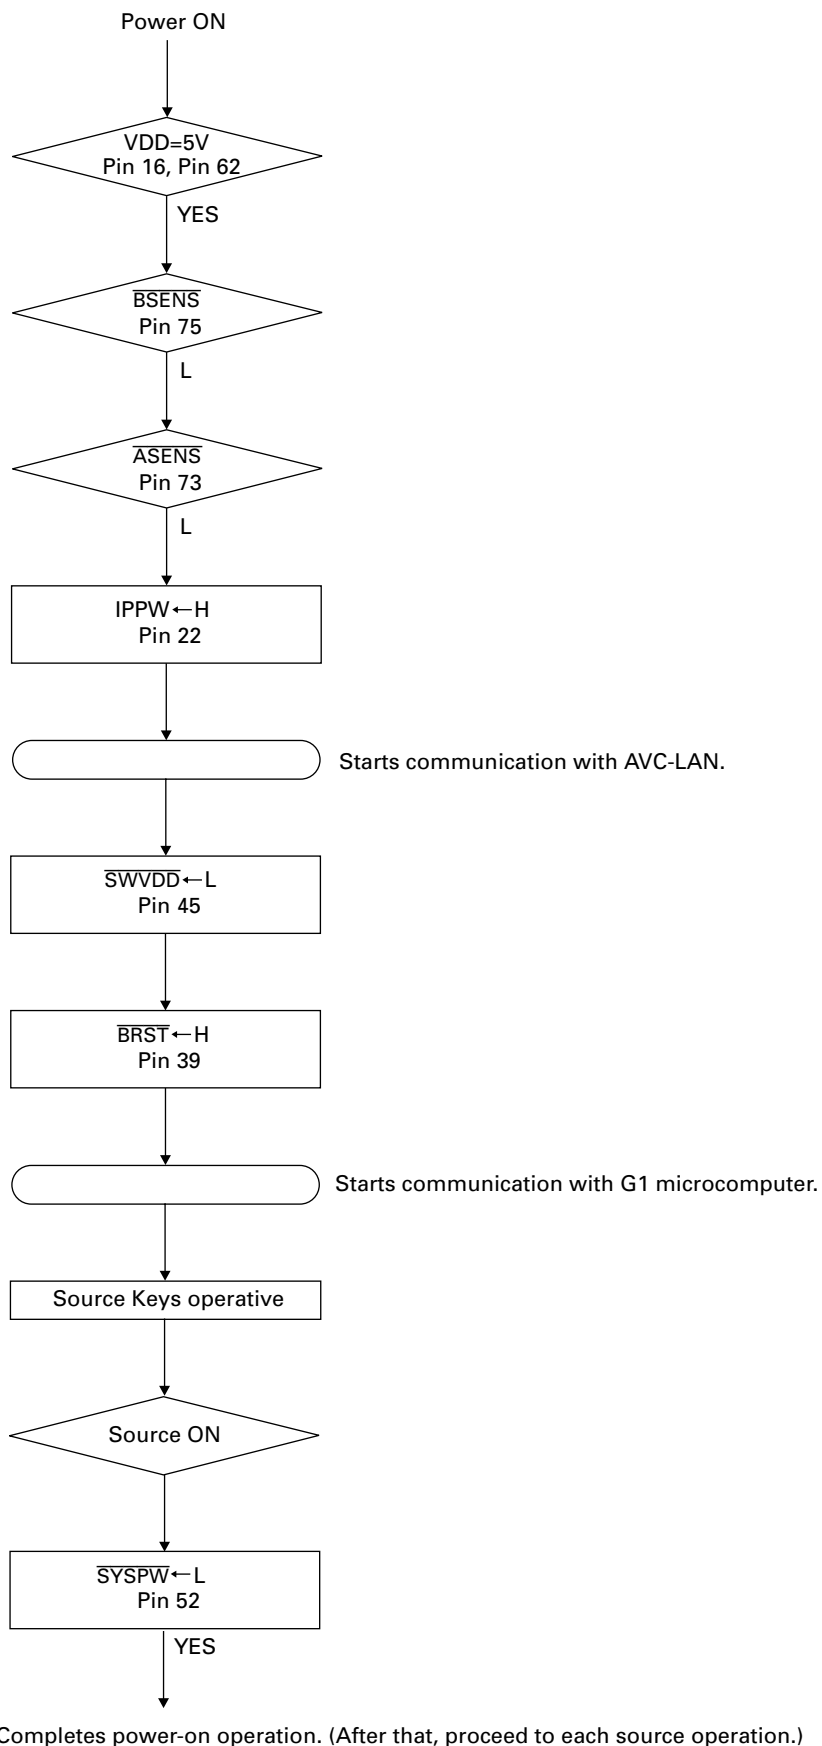 Power ON
VDD=5V
Pin 16, Pin 62
YES
BSENS
Pin 75
L
ASENS
Pin 73
L
IPPW←H
Pin 22
Starts communication with AVC-LAN.
SWVDD←L
Pin 45
BRST←H
Pin 39
Starts communication with G1 microcomputer.
Source Keys operative
Source ON
SYSPW←L
Pin 52
YES
Completes power-on operation. (After that, proceed to each source operation.)